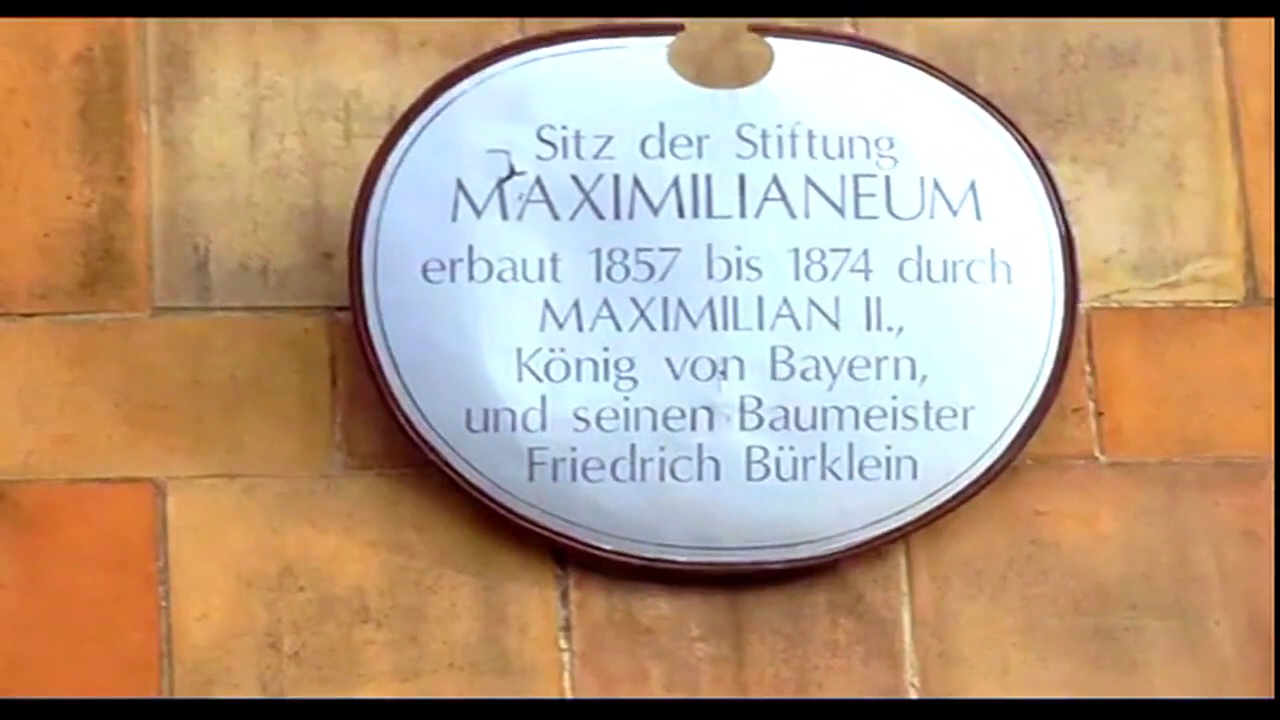 Sitz der Stiftung
MAXIMILIANEUM
erbaut 1857 bis 1874 durch
MAXIMILIAN II.,
König von Bayern,
und seinen Baumeister
Friedrich Bürklein